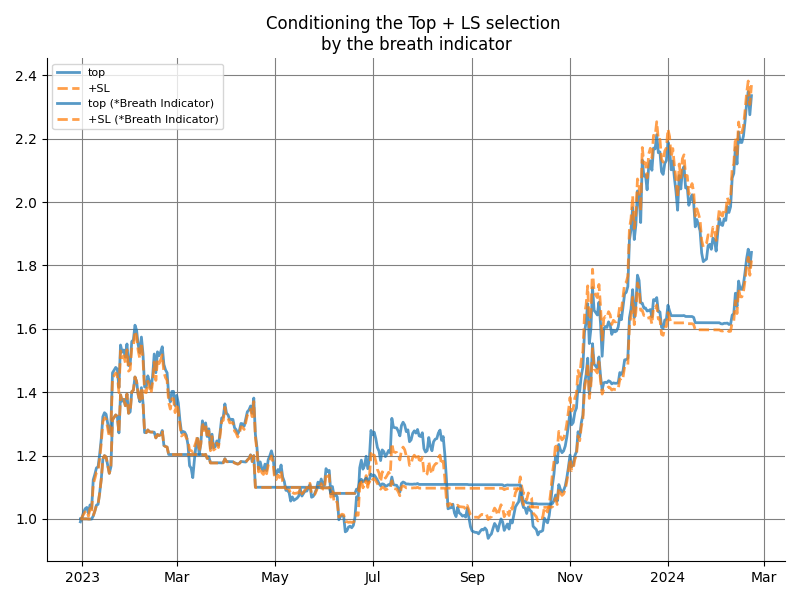 Conditioning the Top + LS selection
by the breath indicator
top
+SL
top (*Breath Indicator)
+SL (*Breath Indicator)
2.4
2.2
2.0
1.8
1.6
1.4
1.2
1.0
2023 Mar May Jul Sep Nov 2024 Mar